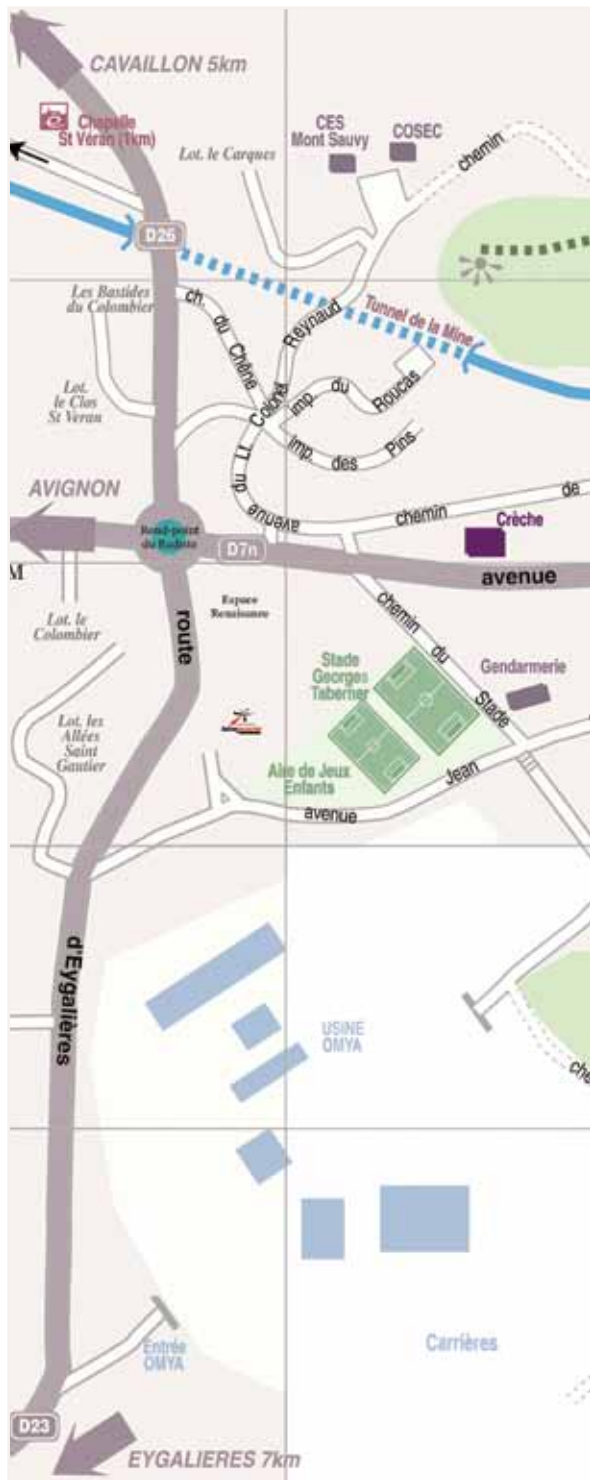 CAVAILLON 5km
Chapelle
St Véran (1km)
CES
Mont Sauvy
COSEC
Lot. le Carques
chemin
D26
Les Bastides
du Colombier
ch. du Chêne
Tunnel de la Mine
avenue du Lt Colonel Reynaud
imp du Roucas
Lot.
le Clos
St Veran
imp. des Pins
AVIGNON
chemin de
Crèche
Rond-point
D7n
avenue
M
Lot. le
Colombier
route
Espace
Renaissance
chemin du Stade
Stade
Georges
Taberner
Gendarmerie
Lot. les
Allées
Saint
Gautier
Aire de Jeux
Enfants
avenue Jean
d'Eygalières
USINE
OMYA
che
Entrée
OMYA
Carrières
D23
EYGALIERES 7km